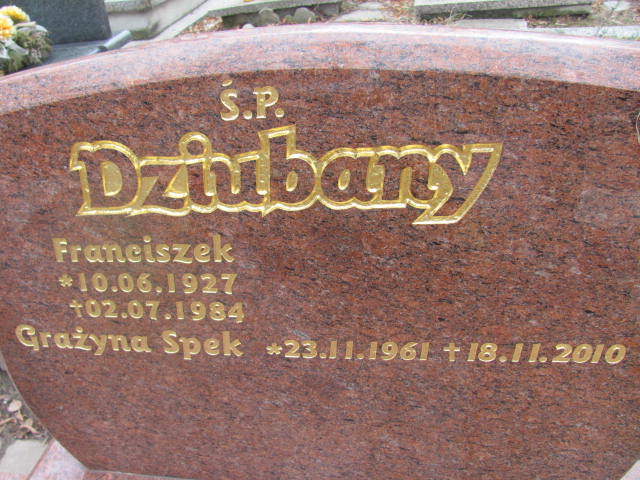 Ś.P.
Dziubany
Franciszek
*10.06.1927
†02.07.1984
Grażyna Spek *23.11.1961 †18.11.2010